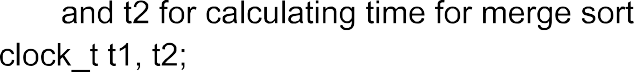 and t2 for calculating time for merge sort
clock_t t1, t2;